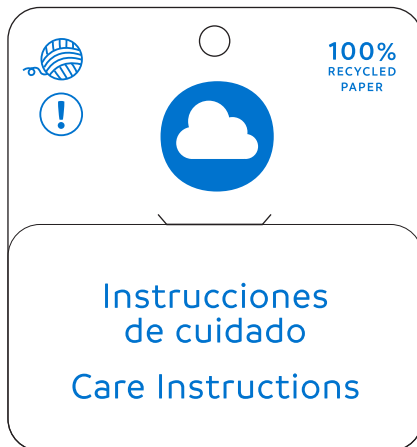 100%
RECYCLED
PAPER
Instrucciones
de cuidado
Care Instructions